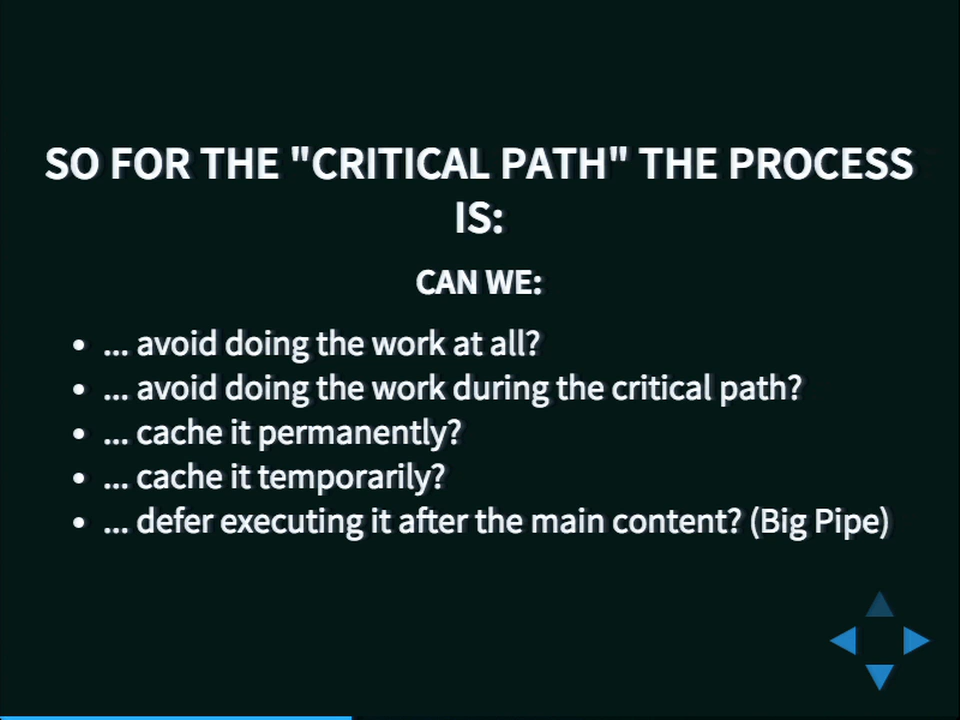 SO FOR THE "CRITICAL PATH" THE PROCESS
IS:
CAN WE:
• ... avoid doing the work at all?
• ... avoid doing the work during the critical path?
• ... cache it permanently?
• ... cache it temporarily?
• ... defer executing it after the main content? (Big Pipe)